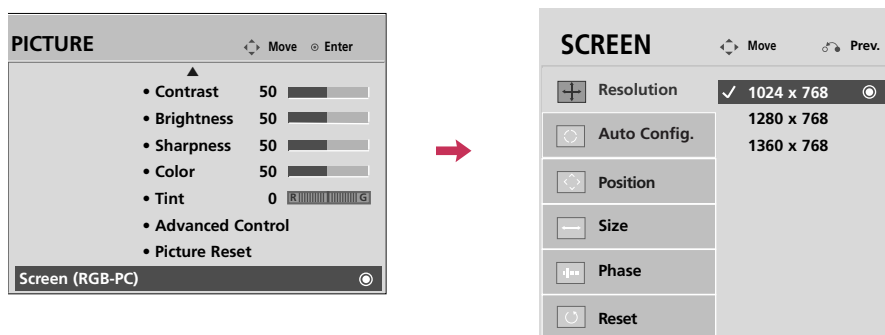 PICTURE
Move Enter
• Contrast 50
• Brightness 50
• Sharpness 50
• Color 50
• Tint 0 R G
• Advanced Control
• Picture Reset
Screen (RGB-PC)
SCREEN
Move Prev.
Resolution
Auto Config.
Position
Size
Phase
Reset
1024 x 768
1280 x 768
1360 x 768